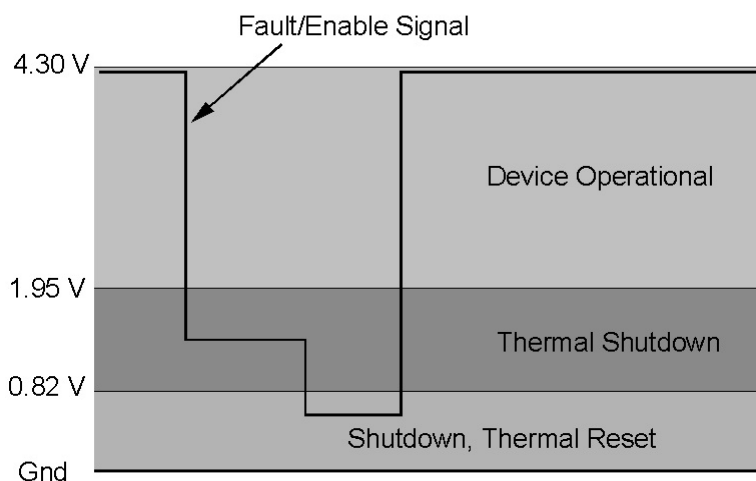 Fault/Enable Signal
4.30 V
Device Operational
1.95 V
Thermal Shutdown
0.82 V
Shutdown, Thermal Reset
Gnd